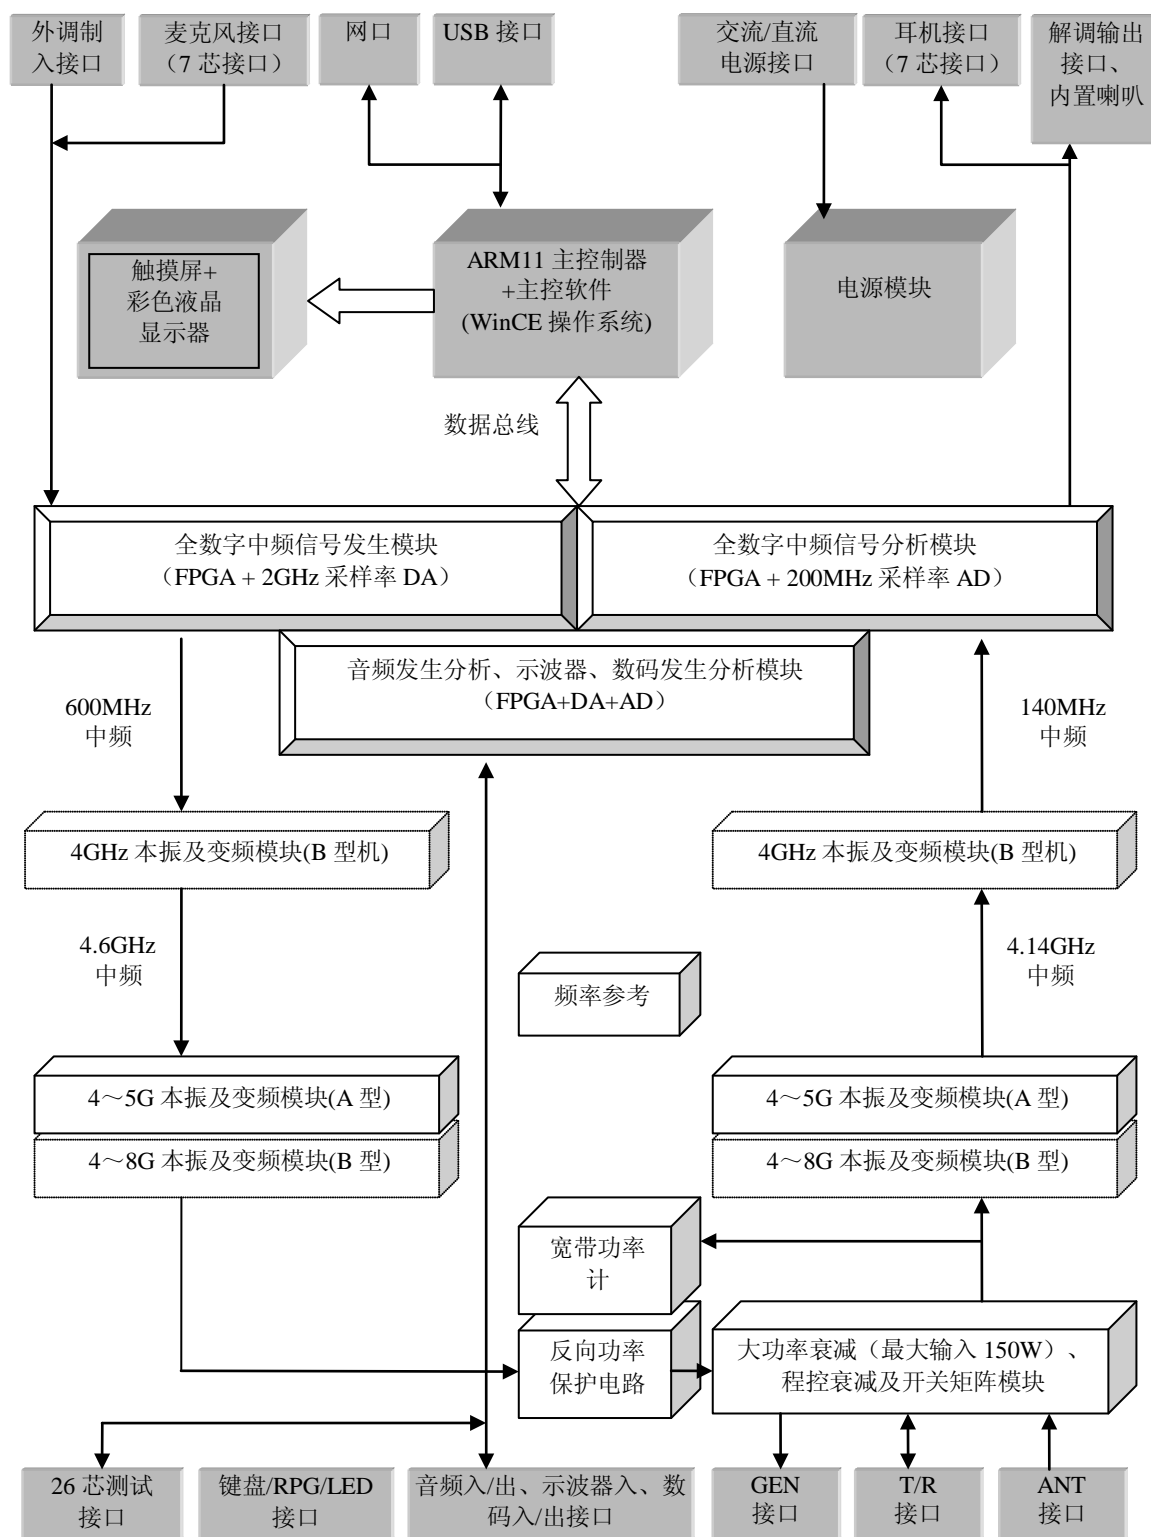 外调制
入接口
麦克风接口
（7 芯接口）
网口
USB 接口
交流/直流
电源接口
耳机接口
（7 芯接口）
解调输出
接口、
内置喇叭
触摸屏+
彩色液晶
显示器
ARM11 主控制器
+主控软件
(WinCE 操作系统)
电源模块
数据总线
全数字中频信号发生模块
（FPGA + 2GHz 采样率 DA）
全数字中频信号分析模块
（FPGA + 200MHz 采样率 AD）
音频发生分析、示波器、数码发生分析模块
（FPGA+DA+AD）
600MHz
中频
140MHz
中频
4GHz 本振及变频模块(B 型机)
4GHz 本振及变频模块(B 型机)
4.6GHz
中频
频率参考
4.14GHz
中频
4～5G 本振及变频模块(A 型)
4～8G 本振及变频模块(B 型)
4～5G 本振及变频模块(A 型)
4～8G 本振及变频模块(B 型)
宽带功率
计
反向功率
保护电路
大功率衰减（最大输入 150W）、
程控衰减及开关矩阵模块
26 芯测试
接口
键盘/RPG/LED
接口
音频入/出、示波器入、数
码入/出接口
GEN
接口
T/R
接口
ANT
接口